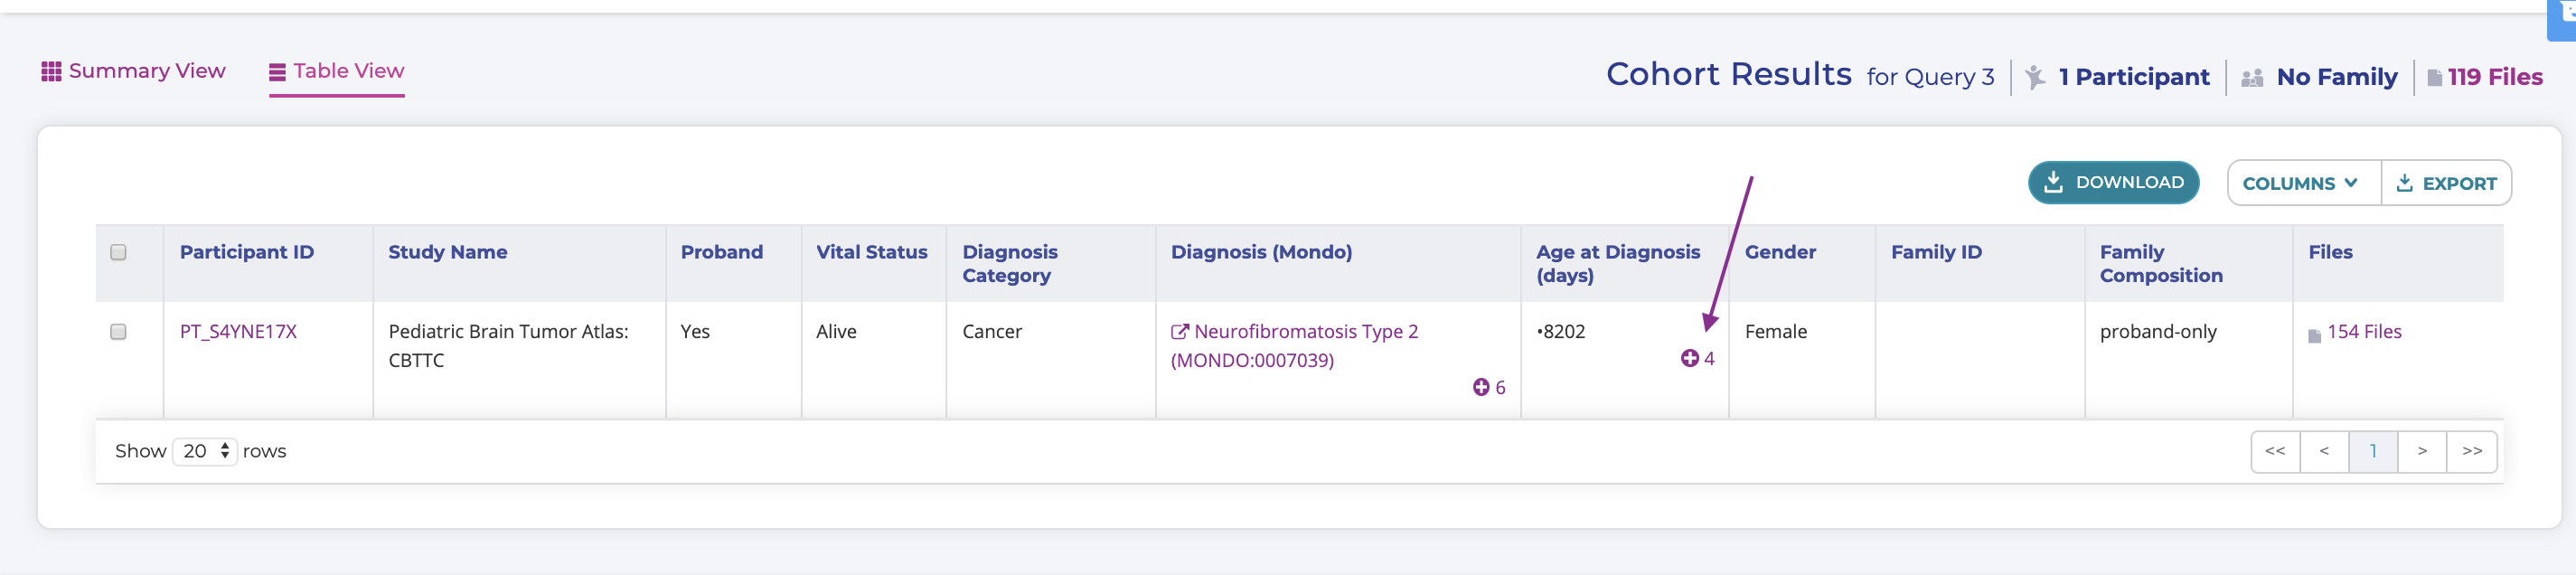 Summary View
Table View
Cohort Results for Query 3 1 Participant No Family 119 Files
DOWNLOAD
COLUMNS
EXPORT
Participant ID
Study Name
Proband
Vital Status
Diagnosis
Category
Diagnosis (Mondo)
Age at Diagnosis
(days)
Gender
Family ID
Family
Composition
Files
PT_S4YNE17X
Pediatric Brain Tumor Atlas:
CBTTC
Yes
Alive
Cancer
Neurofibromatosis Type 2
(MONDO:0007039)
6
•8202
4
Female
proband-only
154 Files
Show 20 rows
<< < 1 > >>